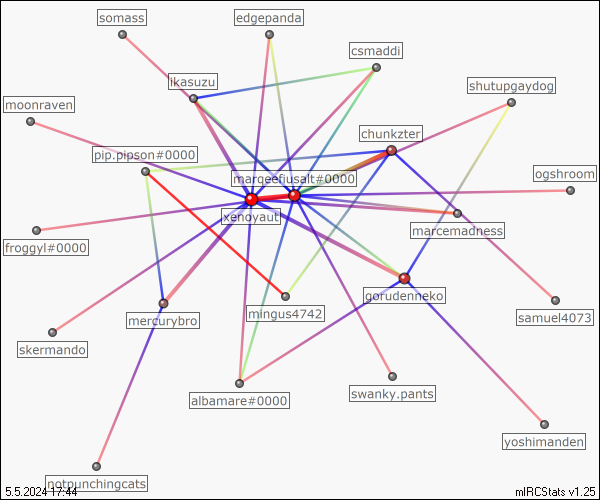 somass
edgepanda
csmaddi
ikasuzu
shutupgaydog
moonraven
chunkzter
pip.pipson#0000
margeefiusalt#0000
ogshroom
xenoyaut
marcemadness
froggyl#0000
gorudenneko
mingus4742
samuel4073
mercurybro
skermando
albamare#0000
swanky.pants
yoshimanden
notpunchingcats
5.5.2024 17:44
mIRCStats v1.25